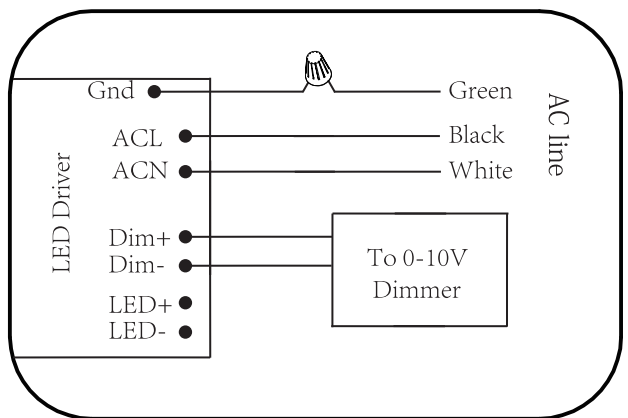 Gnd
Green
ACL
Black
ACN
White
AC line
LED Driver
Dim+
Dim-
To 0-10V
Dimmer
LED+
LED-